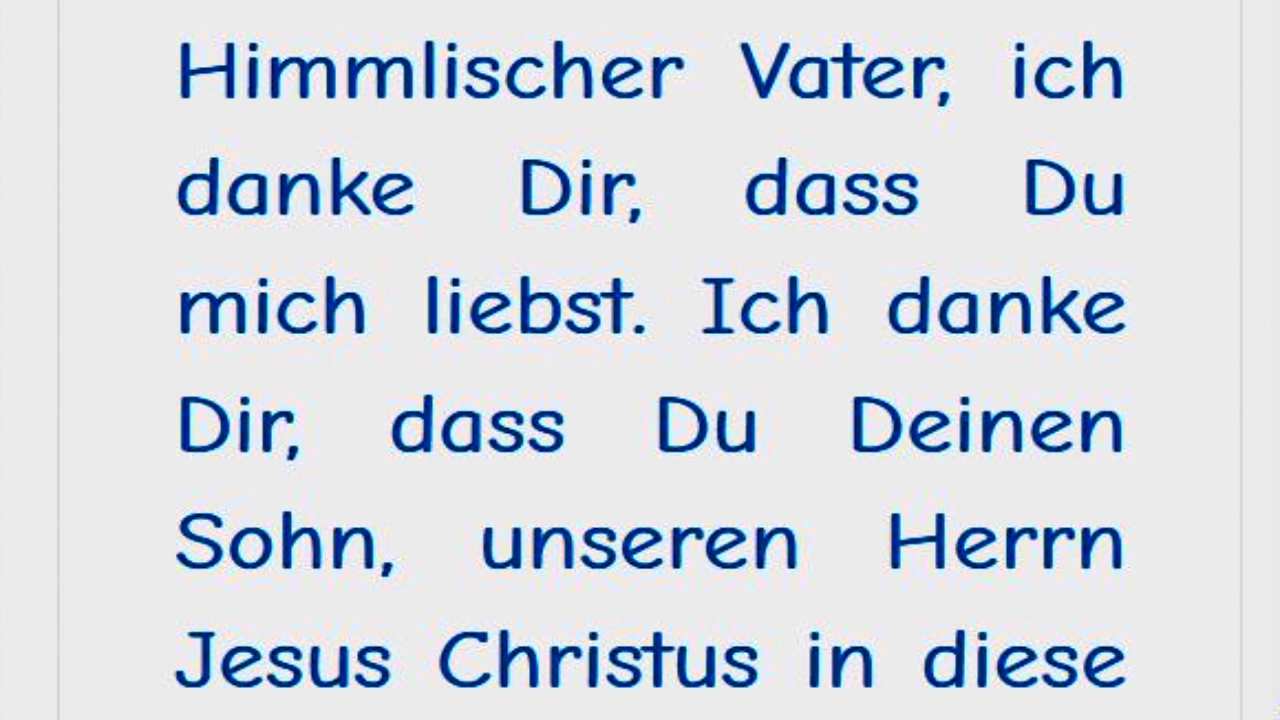 Himmlischer Vater, ich
danke Dir, dass Du
mich liebst. Ich danke
Dir, dass Du Deinen
Sohn, unseren Herrn
Jesus Christus in diese